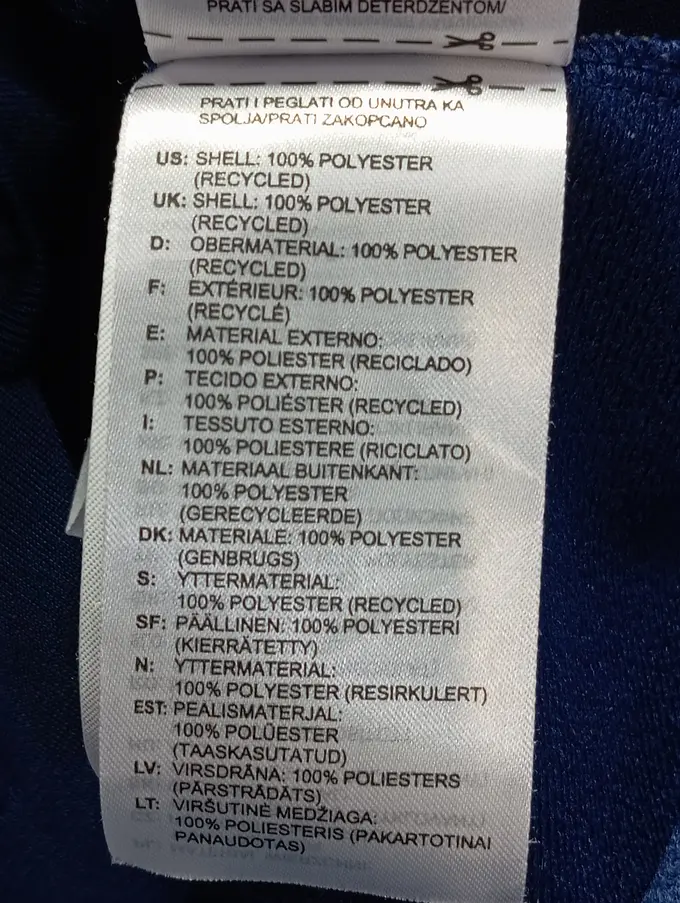 PRATI SA SLABIM DETERDŽENTOM/
PRATI I PEGLATI OD UNUTRA KA
SPOLJA/PRATI ZAKOPCANO
US: SHELL: 100% POLYESTER
(RECYCLED)
UK: SHELL: 100% POLYESTER
(RECYCLED)
D: OBERMATERIAL: 100% POLYESTER
(RECYCLED)
F: EXTÉRIEUR: 100% POLYESTER
(RECYCLÉ)
E: MATERIAL EXTERNO:
100% POLIESTER (RECICLADO)
P: TECIDO EXTERNO:
100% POLIÉSTER (RECYCLED)
I: TESSUTO ESTERNO:
100% POLIESTERE (RICICLATO)
NL: MATERIAAL BUITENKANT:
100% POLYESTER
(GERECYCLEERDE)
DK: MATERIALE: 100% POLYESTER
(GENBRUGS)
S: YTTERMATERIAL:
100% POLYESTER (RECYCLED)
SF: PÄÄLLINEN: 100% POLYESTERI
(KIERRÄTETTY)
N: YTTERMATERIAL:
100% POLYESTER (RESIRKULERT)
EST: PEALISMATERJAL:
100% POLÜESTER
(TAASKASUTATUD)
LV: VIRSDRĀNA: 100% POLIESTERS
(PĀRSTRĀDĀTS)
LT: VIRŠUTINĖ MEDŽIAGA:
100% POLIESTERIS (PAKARTOTINAI
PANAUDOTAS)